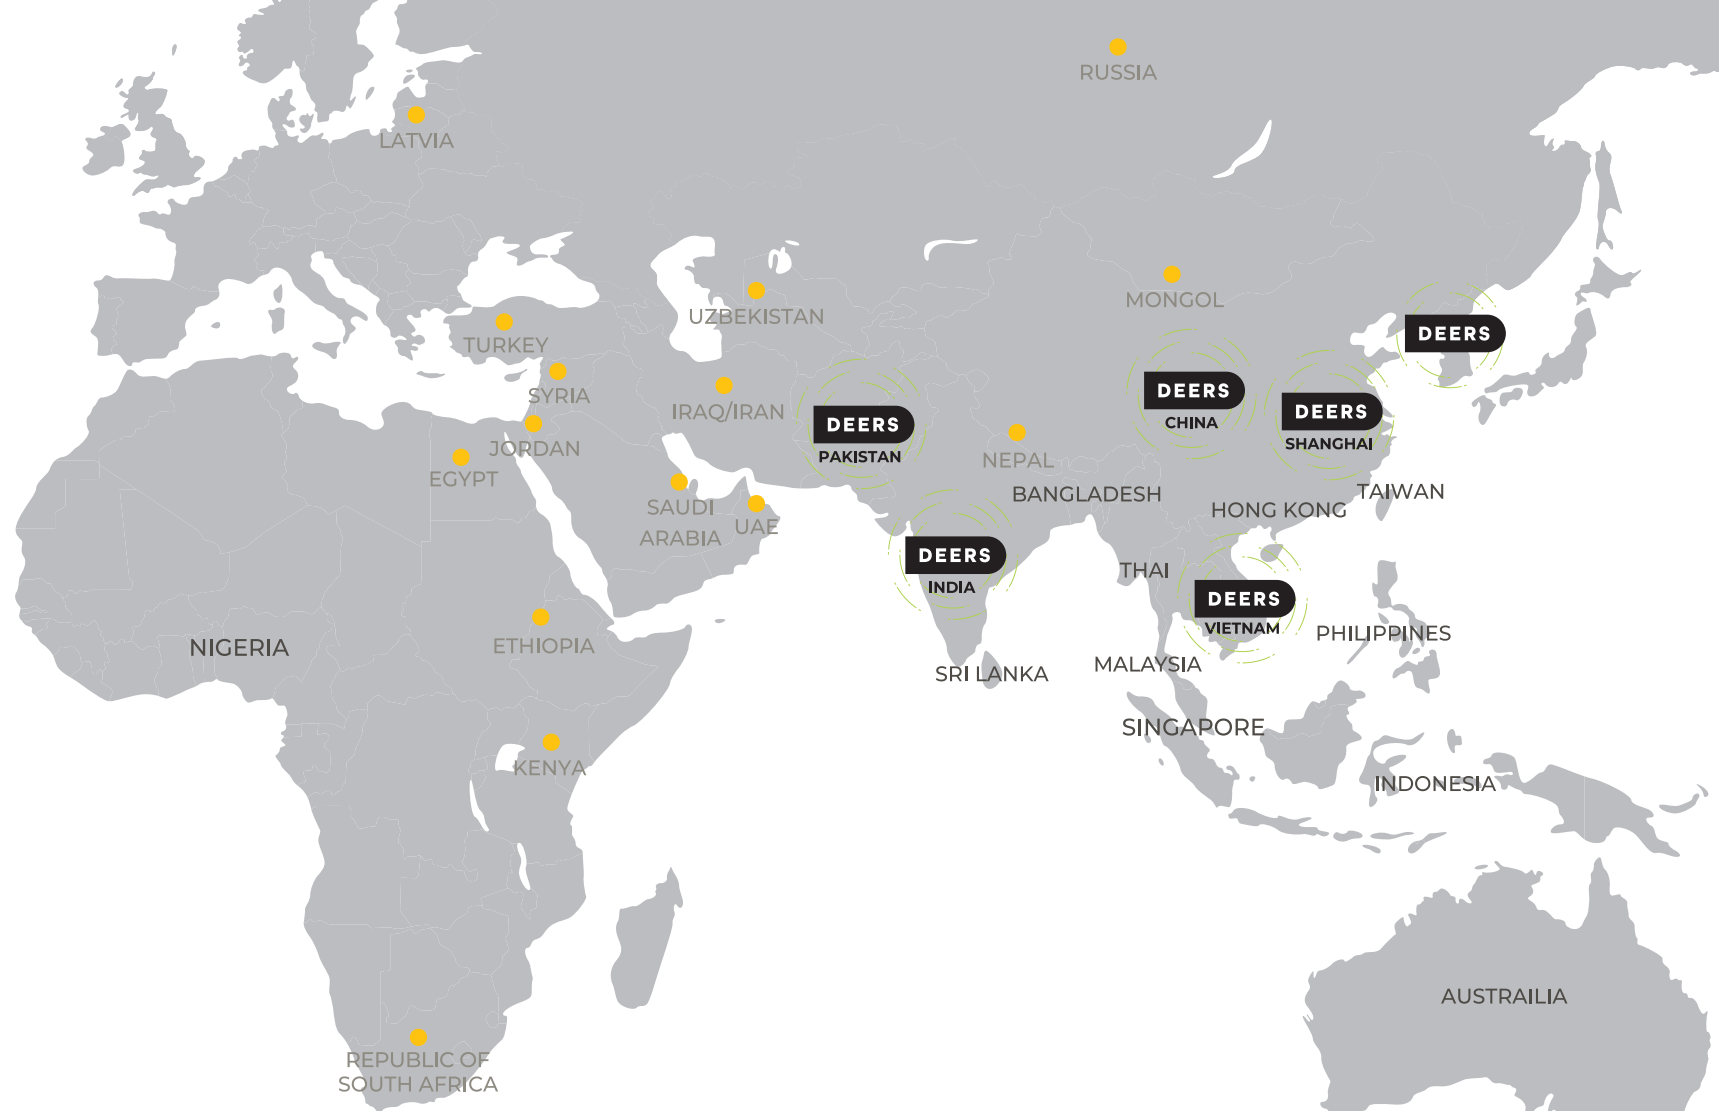 RUSSIA
LATVIA
MONGOL
UZBEKISTAN
TURKEY
DEERS
SYRIA
IRAQ/IRAN
DEERS
CHINA
DEERS
SHANGHAI
DEERS
PAKISTAN
JORDAN
EGYPT
NEPAL
BANGLADESH
TAIWAN
HONG KONG
SAUDI
ARABIA
UAE
DEERS
INDIA
THAI
DEERS
VIETNAM
PHILIPPINES
NIGERIA
ETHIOPIA
SRI LANKA
MALAYSIA
SINGAPORE
KENYA
INDONESIA
AUSTRAILIA
REPUBLIC OF
SOUTH AFRICA